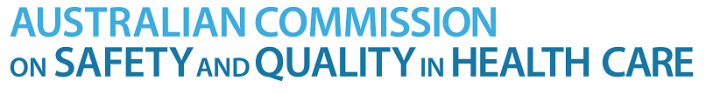 AUSTRALIAN COMMISSION
ON SAFETY AND QUALITY IN HEALTH CARE